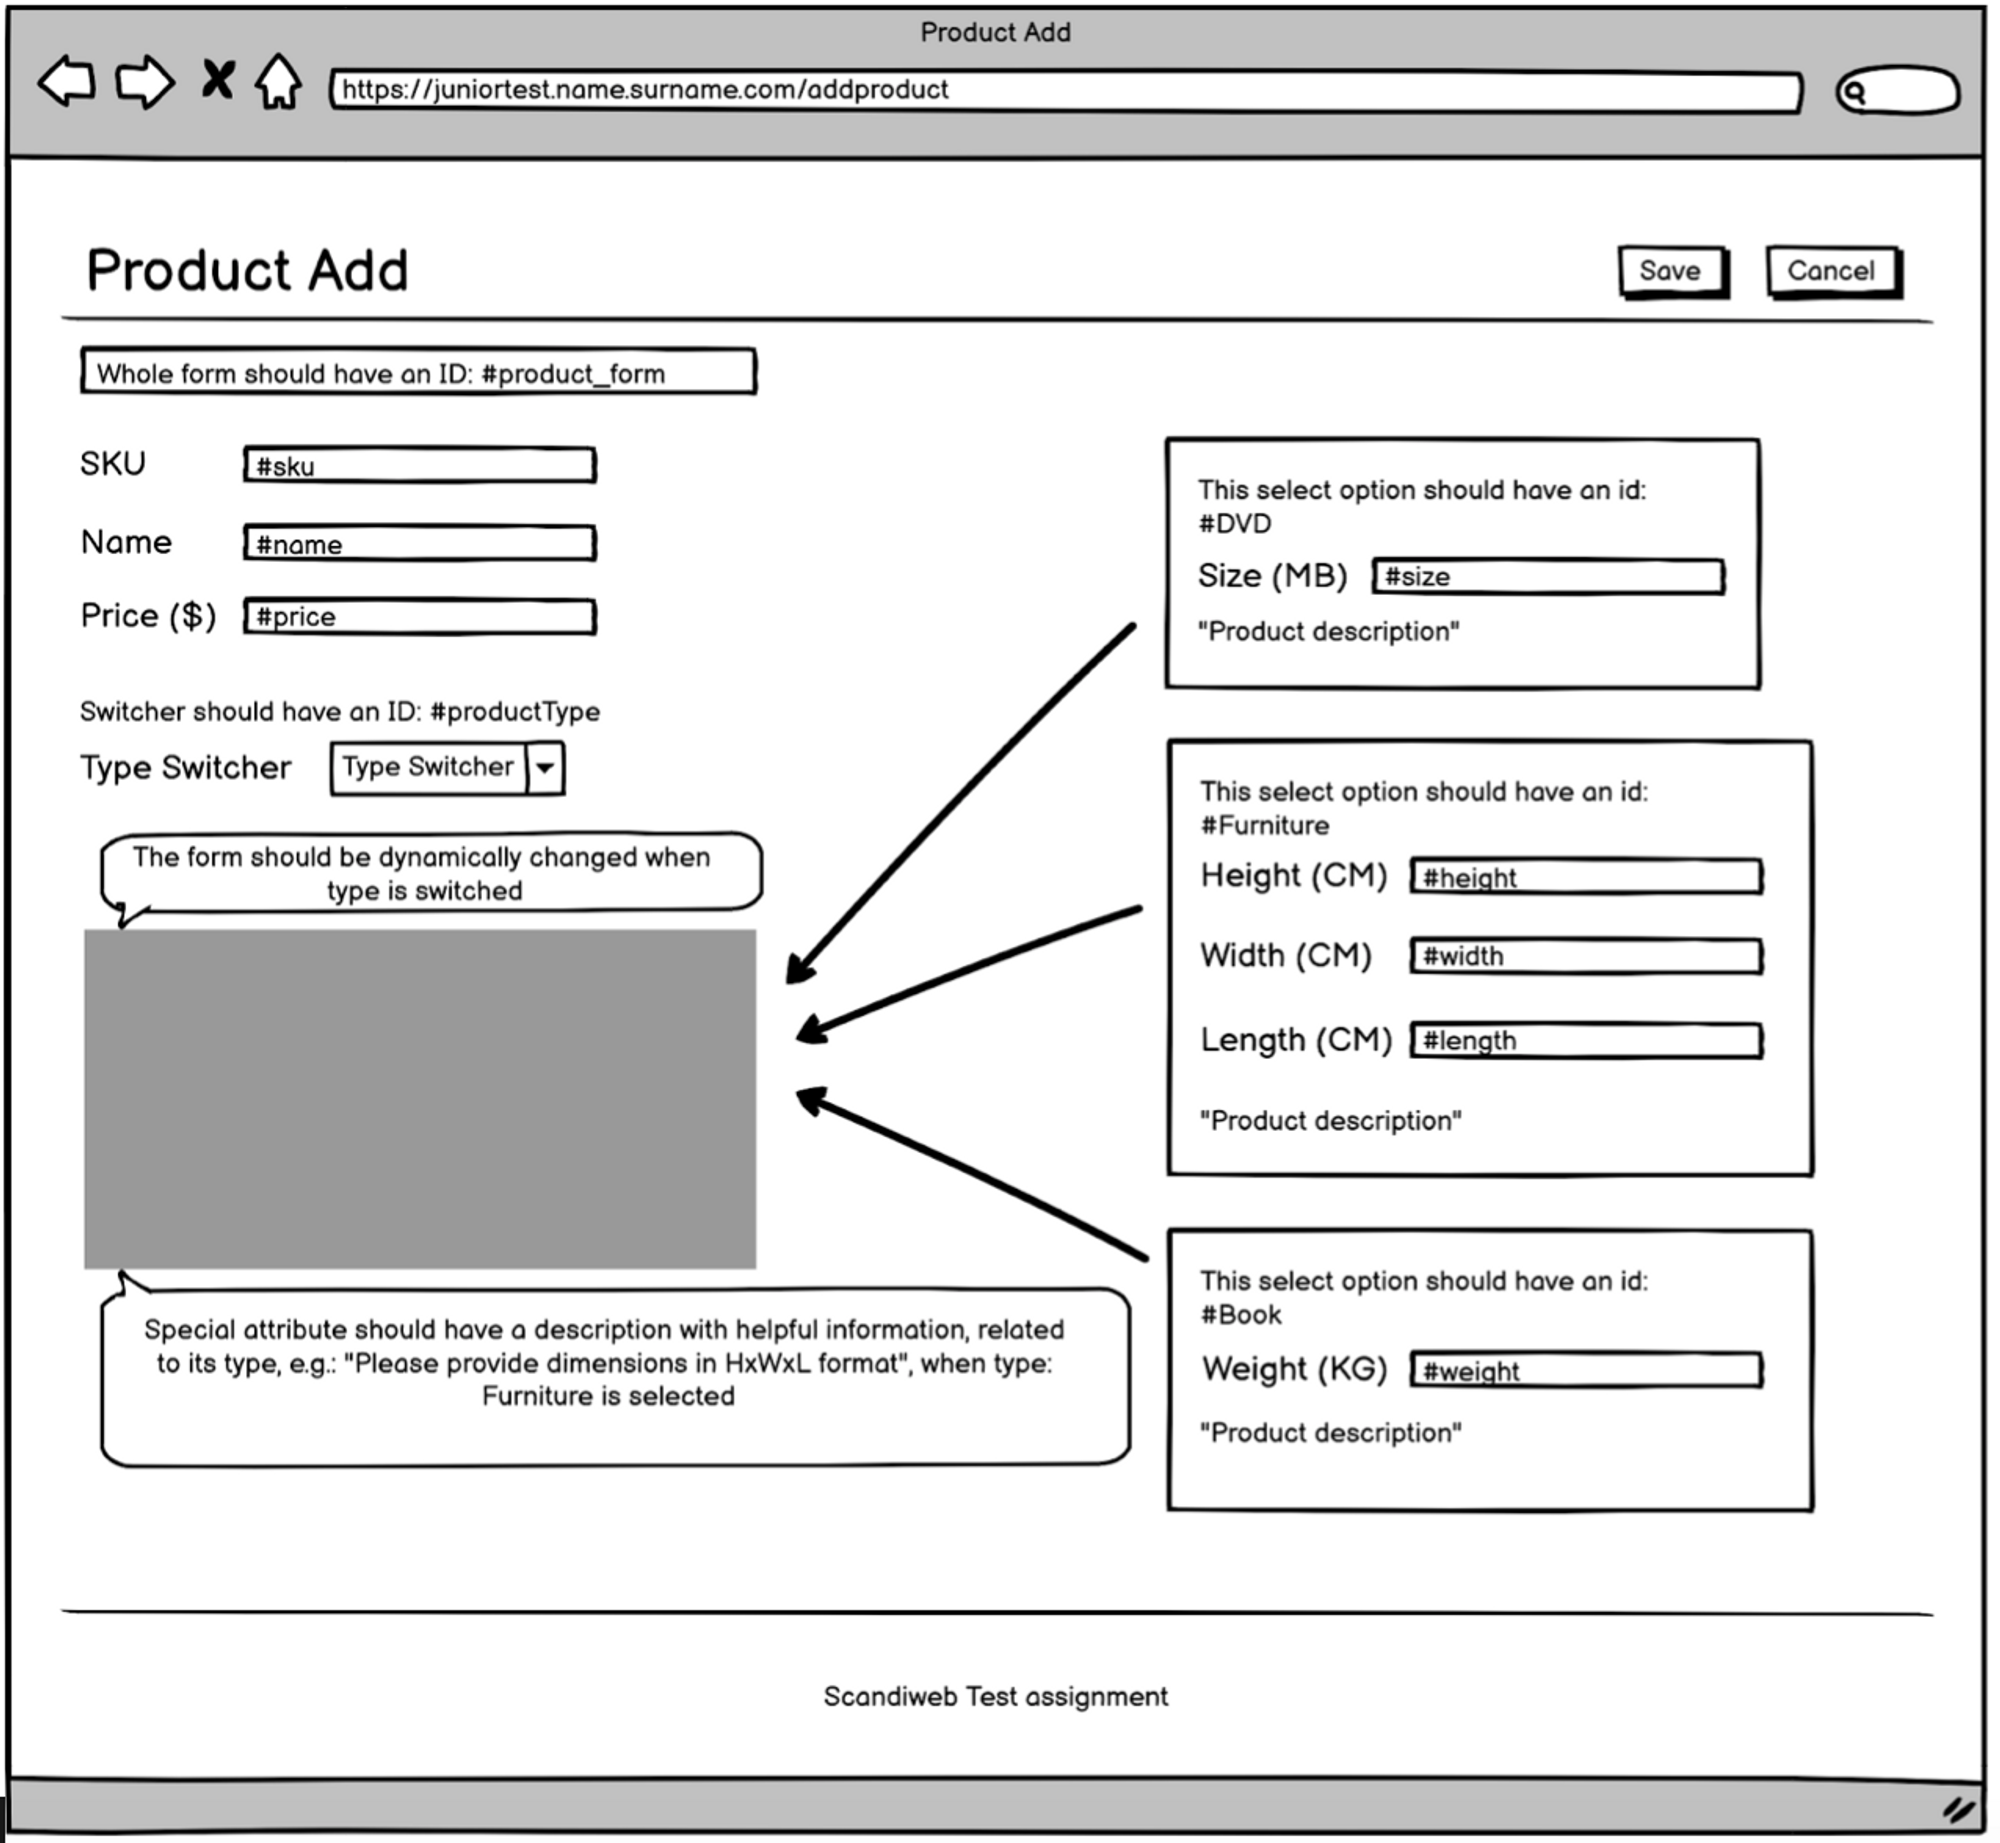 Product Add
https://juniortest.name.surname.com/addproduct
Product Add
Save
Cancel
Whole form should have an ID: #product_form
SKU
#sku
Name
#name
Price ($)
#price
Switcher should have an ID: #productType
Type Switcher
Type Switcher
The form should be dynamically changed when
type is switched
Special attribute should have a description with helpful information, related
to its type, e.g.: "Please provide dimensions in HxWxL format", when type:
Furniture is selected
This select option should have an id:
#DVD
Size (MB)
#size
"Product description"
This select option should have an id:
#Furniture
Height (CM)
#height
Width (CM)
#width
Length (CM)
#length
"Product description"
This select option should have an id:
#Book
Weight (KG)
#weight
"Product description"
Scandiweb Test assignment